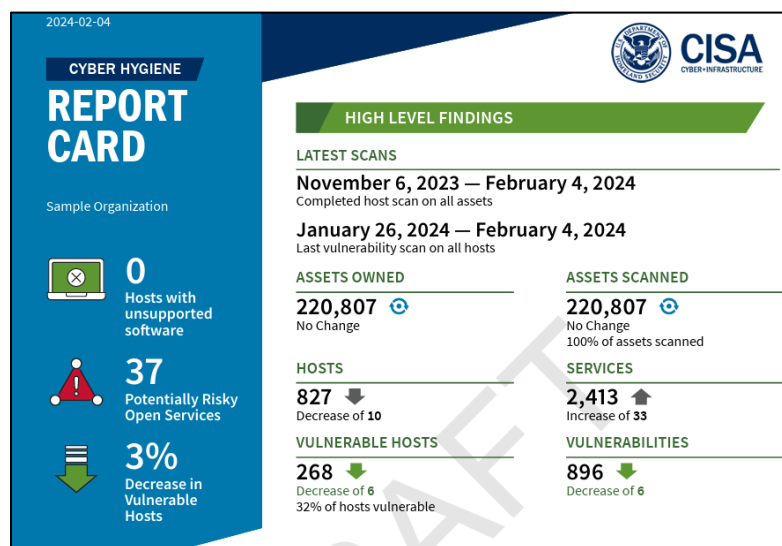 2024-02-04
CYBER HYGIENE
REPORT
CARD
Sample Organization
0
Hosts with
unsupported
software
37
Potentially Risky
Open Services
3%
Decrease in
Vulnerable
Hosts
U.S. DEPARTMENT OF
HOMELAND SECURITY
CISA
CYBER+INFRASTRUCTURE
HIGH LEVEL FINDINGS
LATEST SCANS
November 6, 2023 — February 4, 2024
Completed host scan on all assets
January 26, 2024 — February 4, 2024
Last vulnerability scan on all hosts
ASSETS OWNED
220,807
No Change
ASSETS SCANNED
220,807
No Change
100% of assets scanned
HOSTS
827
Decrease of 10
SERVICES
2,413
Increase of 33
VULNERABLE HOSTS
268
Decrease of 6
32% of hosts vulnerable
VULNERABILITIES
896
Decrease of 6